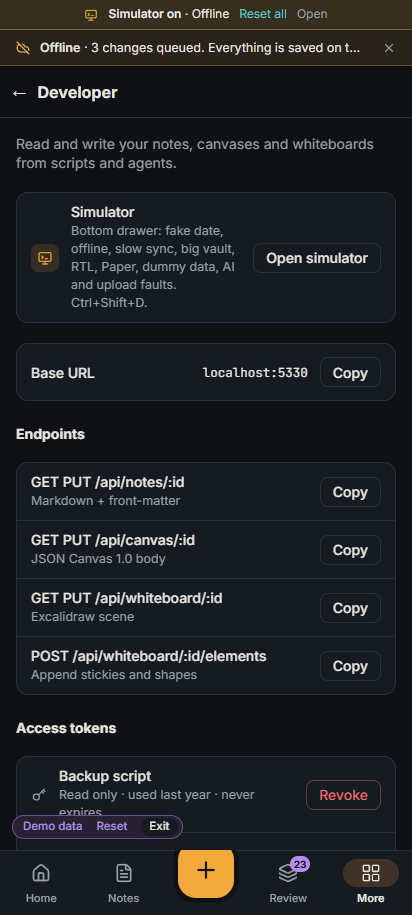 Simulator on · Offline Reset all Open
Offline · 3 changes queued. Everything is saved on t...
← Developer
Read and write your notes, canvases and whiteboards
from scripts and agents.
Simulator
Bottom drawer: fake date,
offline, slow sync, big vault,
RTL, Paper, dummy data, AI
and upload faults.
Ctrl+Shift+D.
Open simulator
Base URL localhost:5330 Copy
Endpoints
GET PUT /api/notes/:id
Markdown + front-matter
Copy
GET PUT /api/canvas/:id
JSON Canvas 1.0 body
Copy
GET PUT /api/whiteboard/:id
Excalidraw scene
Copy
POST /api/whiteboard/:id/elements
Append stickies and shapes
Copy
Access tokens
Backup script
Read only · used last year · never
expires
Revoke
Demo data Reset Exit
23
Home Notes + Review More